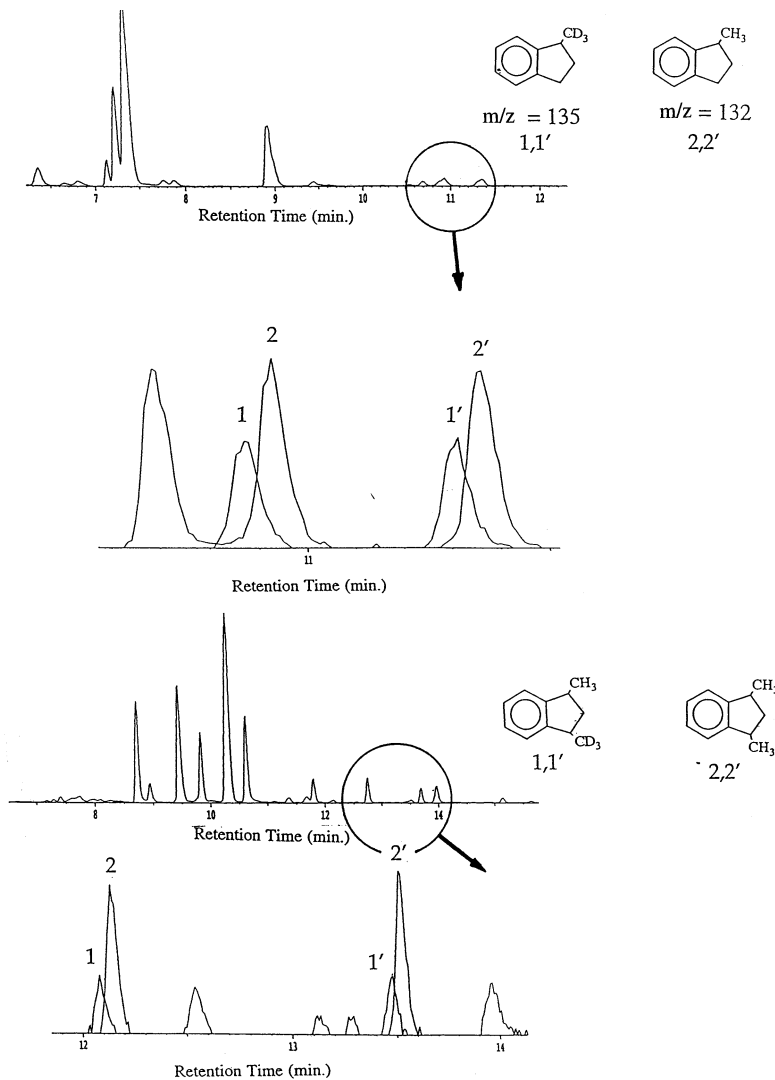 CD₃
CH₃
m/z = 135
m/z = 132
1,1′
2,2′
7
8
9
10
11
12
Retention Time (min.)
2
2′
1
1′
11
Retention Time (min.)
CH₃
CH₃
CD₃
CH₃
1,1′
2,2′
8
10
12
14
Retention Time (min.)
2′
2
1
1′
12
13
14
Retention Time (min.)